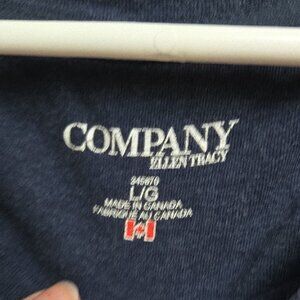 COMPANY
ELLEN TRACY
L/G
MADE IN CANADA
FABRIQUÉ AU CANADA